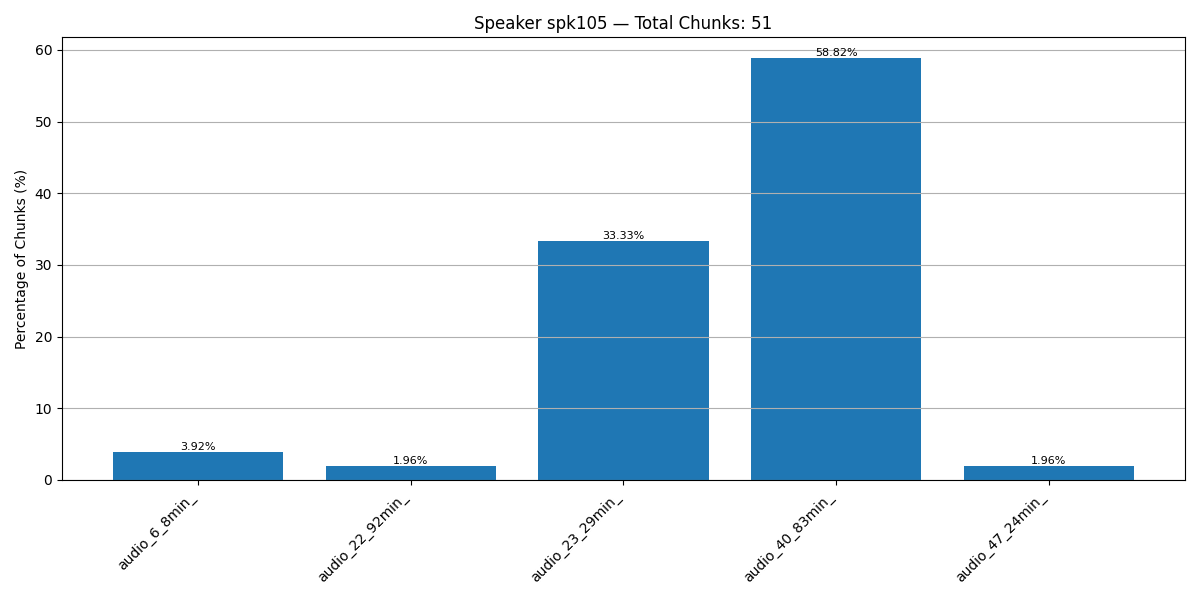 Speaker spk105 — Total Chunks: 51
Percentage of Chunks (%)
60
50
40
30
20
10
0
3.92%
1.96%
33.33%
58.82%
1.96%
audio_6_8min_
audio_22_92min_
audio_23_29min_
audio_40_83min_
audio_47_24min_